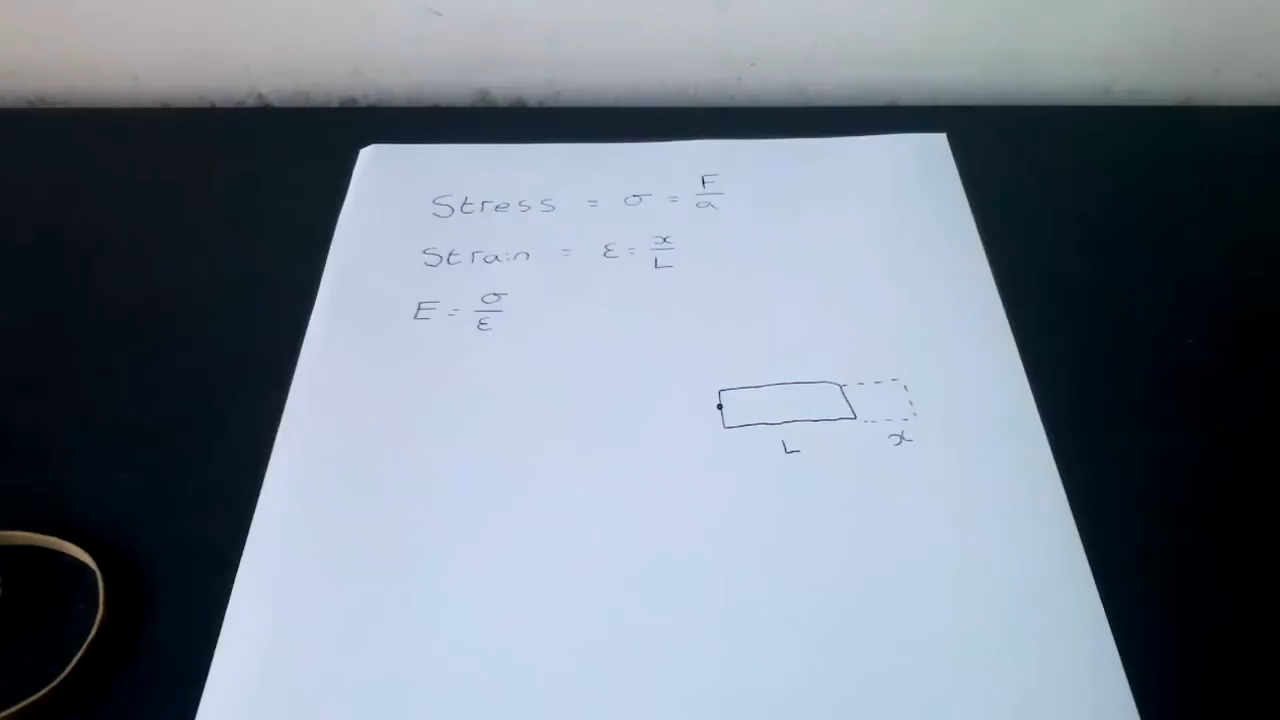 Stress = σ = F/a
Strain = ε = x/L
E = σ/ε
L x